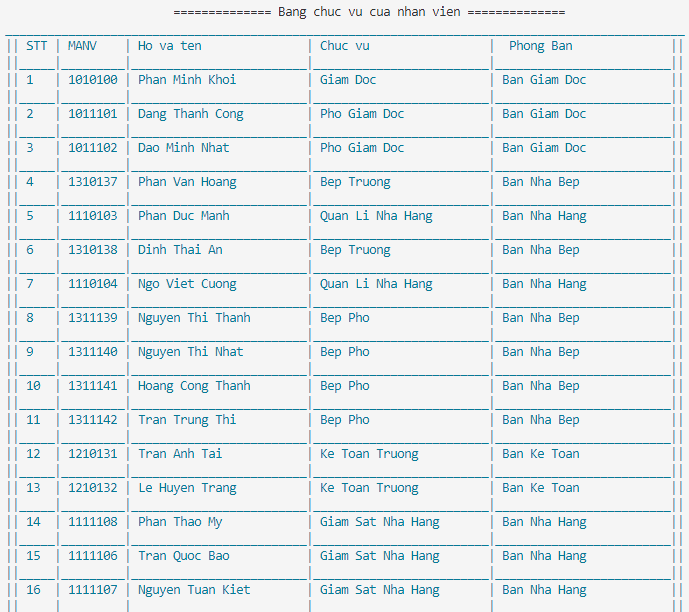 ============== Bang chuc vu cua nhan vien ==============
|| STT | MANV | Ho va ten | Chuc vu | Phong Ban ||
|| 1 | 1010100 | Phan Minh Khoi | Giam Doc | Ban Giam Doc ||
|| 2 | 1011101 | Dang Thanh Cong | Pho Giam Doc | Ban Giam Doc ||
|| 3 | 1011102 | Dao Minh Nhat | Pho Giam Doc | Ban Giam Doc ||
|| 4 | 1310137 | Phan Van Hoang | Bep Truong | Ban Nha Bep ||
|| 5 | 1110103 | Phan Duc Manh | Quan Li Nha Hang | Ban Nha Hang ||
|| 6 | 1310138 | Dinh Thai An | Bep Truong | Ban Nha Bep ||
|| 7 | 1110104 | Ngo Viet Cuong | Quan Li Nha Hang | Ban Nha Hang ||
|| 8 | 1311139 | Nguyen Thi Thanh | Bep Pho | Ban Nha Bep ||
|| 9 | 1311140 | Nguyen Thi Nhat | Bep Pho | Ban Nha Bep ||
|| 10 | 1311141 | Hoang Cong Thanh | Bep Pho | Ban Nha Bep ||
|| 11 | 1311142 | Tran Trung Thi | Bep Pho | Ban Nha Bep ||
|| 12 | 1210131 | Tran Anh Tai | Ke Toan Truong | Ban Ke Toan ||
|| 13 | 1210132 | Le Huyen Trang | Ke Toan Truong | Ban Ke Toan ||
|| 14 | 1111108 | Phan Thao My | Giam Sat Nha Hang | Ban Nha Hang ||
|| 15 | 1111106 | Tran Quoc Bao | Giam Sat Nha Hang | Ban Nha Hang ||
|| 16 | 1111107 | Nguyen Tuan Kiet | Giam Sat Nha Hang | Ban Nha Hang ||